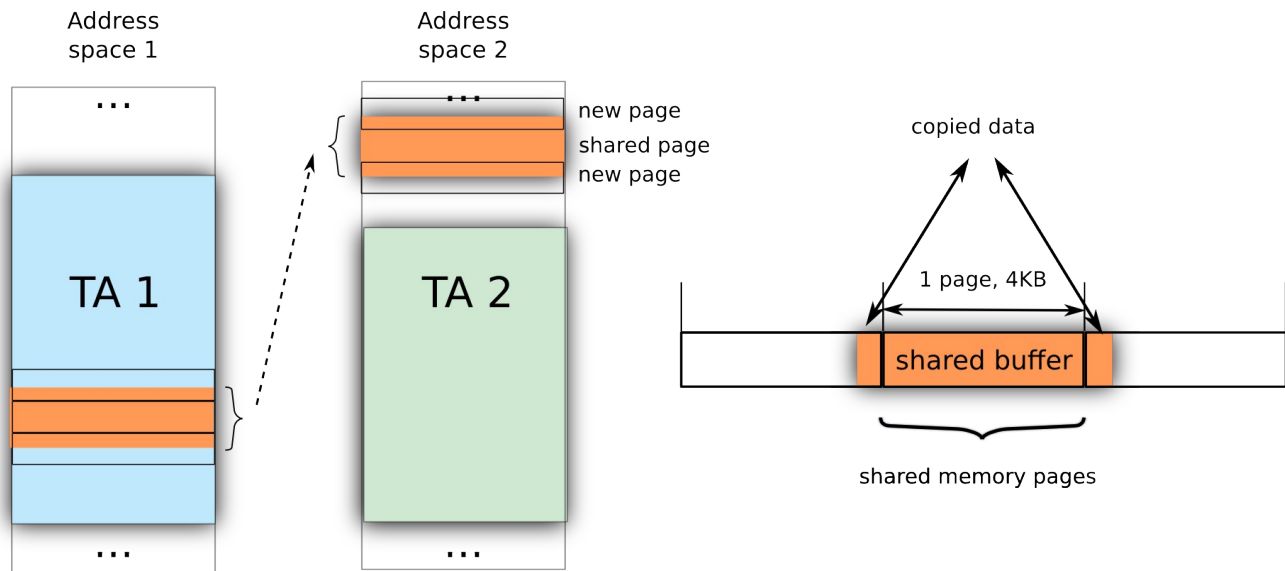 Address
space 1
Address
space 2
...
...
new page
shared page
new page
TA 1
TA 2
...
...
copied data
1 page, 4KB
shared buffer
shared memory pages